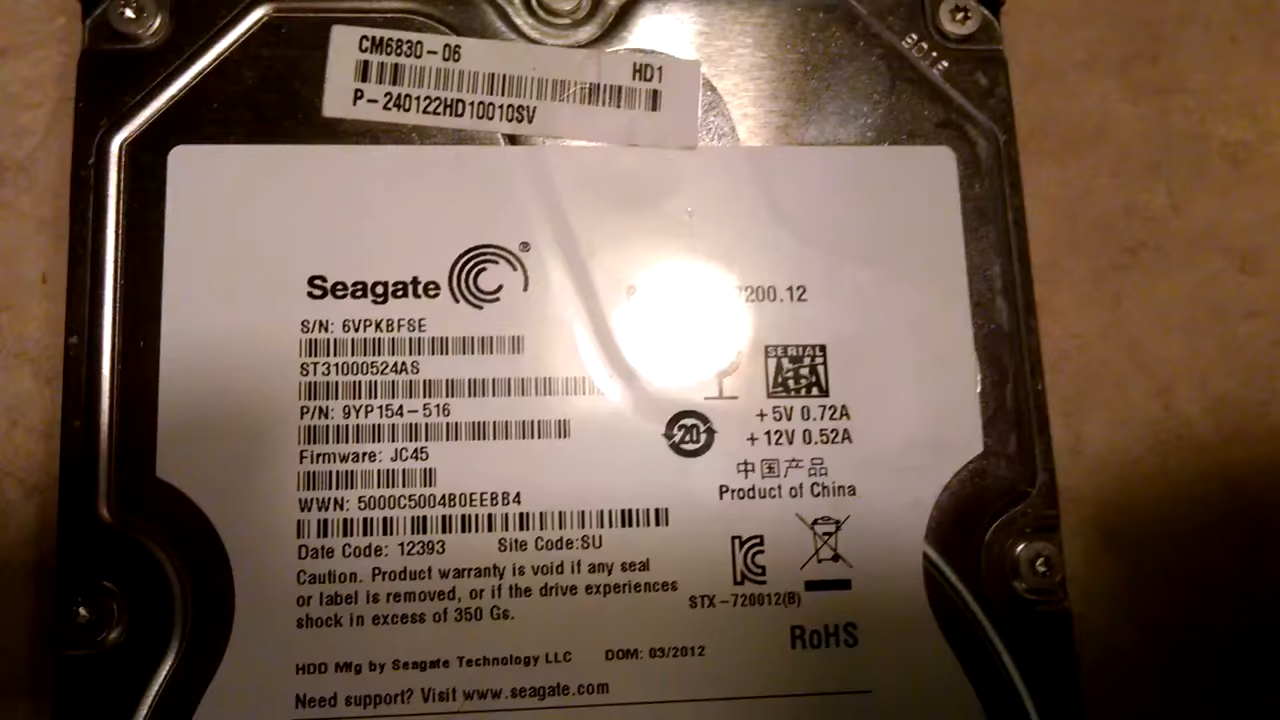 CM6830-06
HD1
P-240122HD10010SV
Seagate®
200.12
S/N: 6VPKBFSE
ST31000524AS
SERIAL
ATA
P/N: 9YP154-516
+5V 0.72A
20
+12V 0.52A
Firmware: JC45
中国产品
WWN: 5000C5004B0EEBB4
Product of China
Date Code: 12393 Site Code:SU
Caution. Product warranty is void if any seal
or label is removed, or if the drive experiences
shock in excess of 350 Gs.
STX-720012(B)
RoHS
HDD Mfg by Seagate Technology LLC DOM: 03/2012
Need support? Visit www.seagate.com